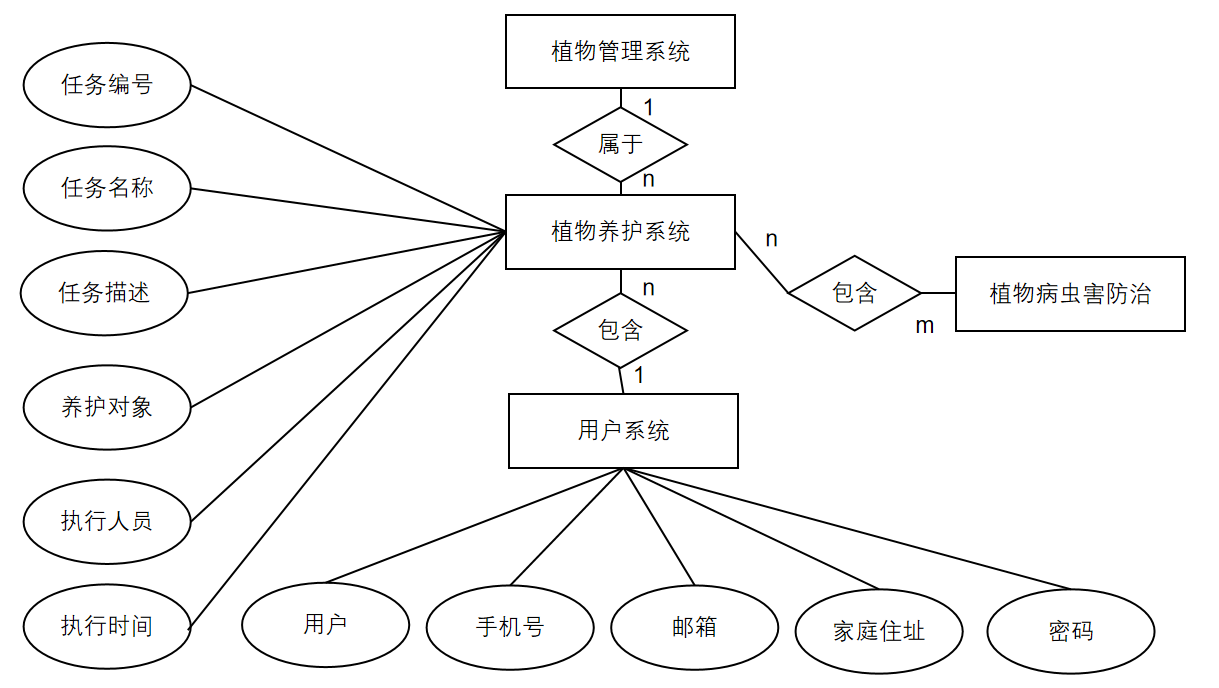 植物管理系统
1
任务编号
属于
n
任务名称
植物养护系统
n
任务描述
n
包含
植物病虫害防治
m
包含
1
养护对象
用户系统
执行人员
执行时间
用户
手机号
邮箱
家庭住址
密码